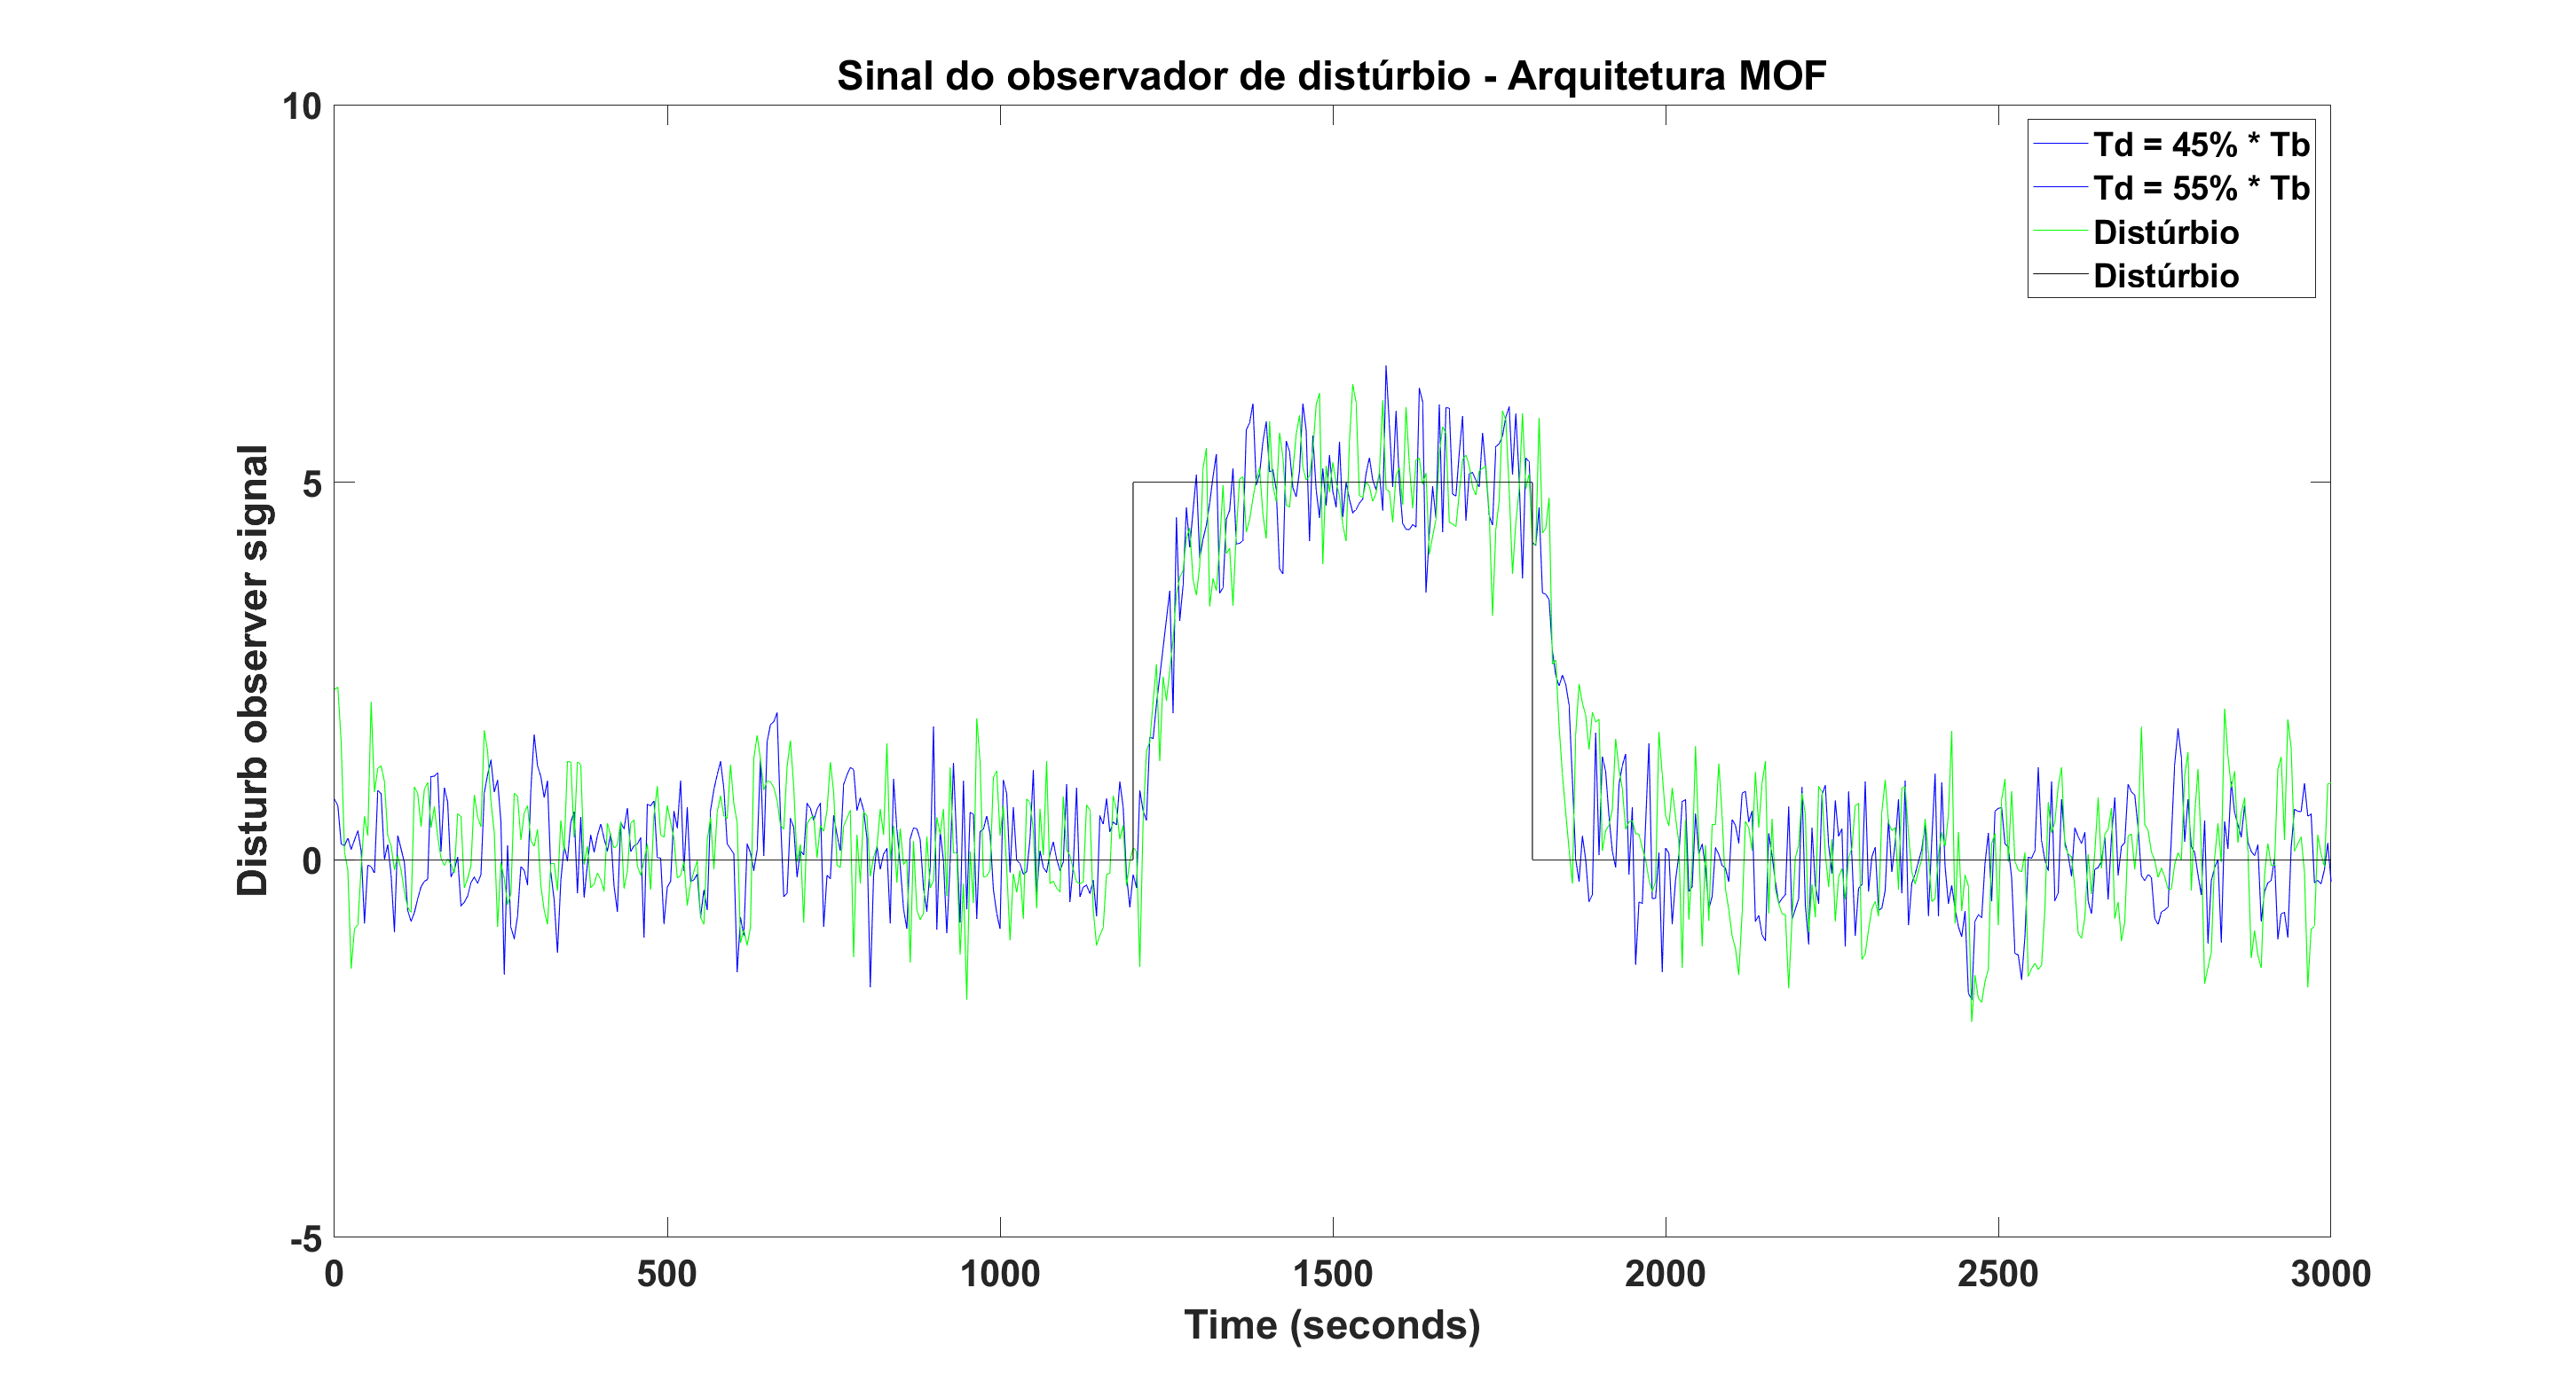 Sinal do observador de distúrbio - Arquitetura MOF
10
5
0
-5
Disturb observer signal
Td = 45% * Tb
Td = 55% * Tb
Distúrbio
Distúrbio
0 500 1000 1500 2000 2500 3000
Time (seconds)